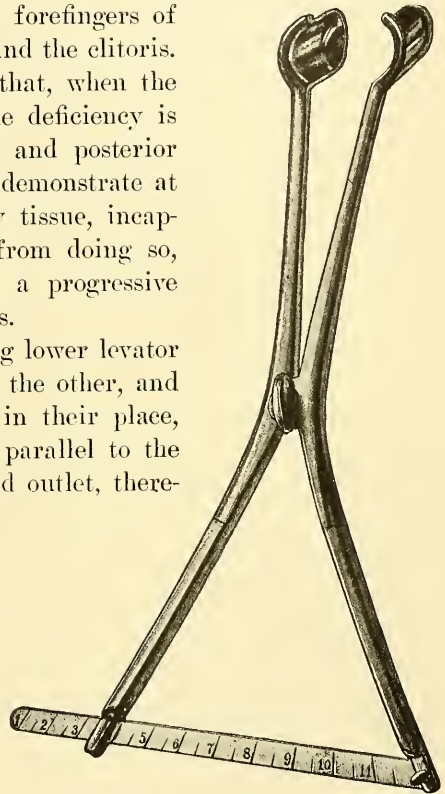 forefingers of
nd the clitoris.
that, when the
e deficiency is
and posterior
demonstrate at
tissue, incap-
from doing so,
a progressive
s.
g lower levator
the other, and
in their place,
parallel to the
d outlet, there-
1 2 3 5 6 7 8 9 10 11